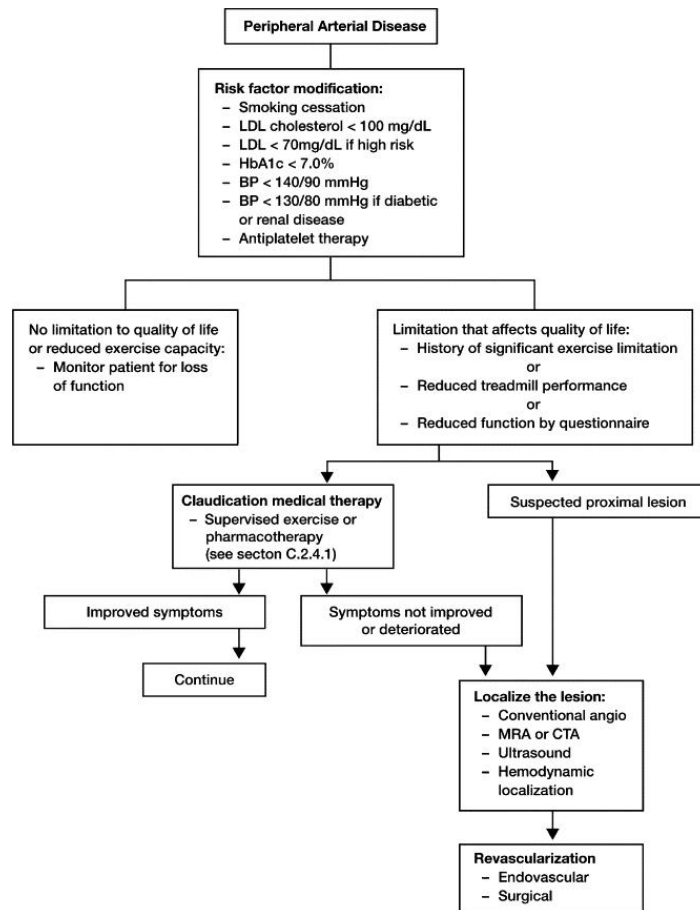 Peripheral Arterial Disease
Risk factor modification:
– Smoking cessation
– LDL cholesterol < 100 mg/dL
– LDL < 70mg/dL if high risk
– HbA1c < 7.0%
– BP < 140/90 mmHg
– BP < 130/80 mmHg if diabetic
or renal disease
– Antiplatelet therapy
No limitation to quality of life
or reduced exercise capacity:
– Monitor patient for loss
of function
Limitation that affects quality of life:
– History of significant exercise limitation
or
– Reduced treadmill performance
or
– Reduced function by questionnaire
Claudication medical therapy
– Supervised exercise or
pharmacotherapy
(see secton C.2.4.1)
Suspected proximal lesion
Improved symptoms
Symptoms not improved
or deteriorated
Continue
Localize the lesion:
– Conventional angio
– MRA or CTA
– Ultrasound
– Hemodynamic
localization
Revascularization
– Endovascular
– Surgical